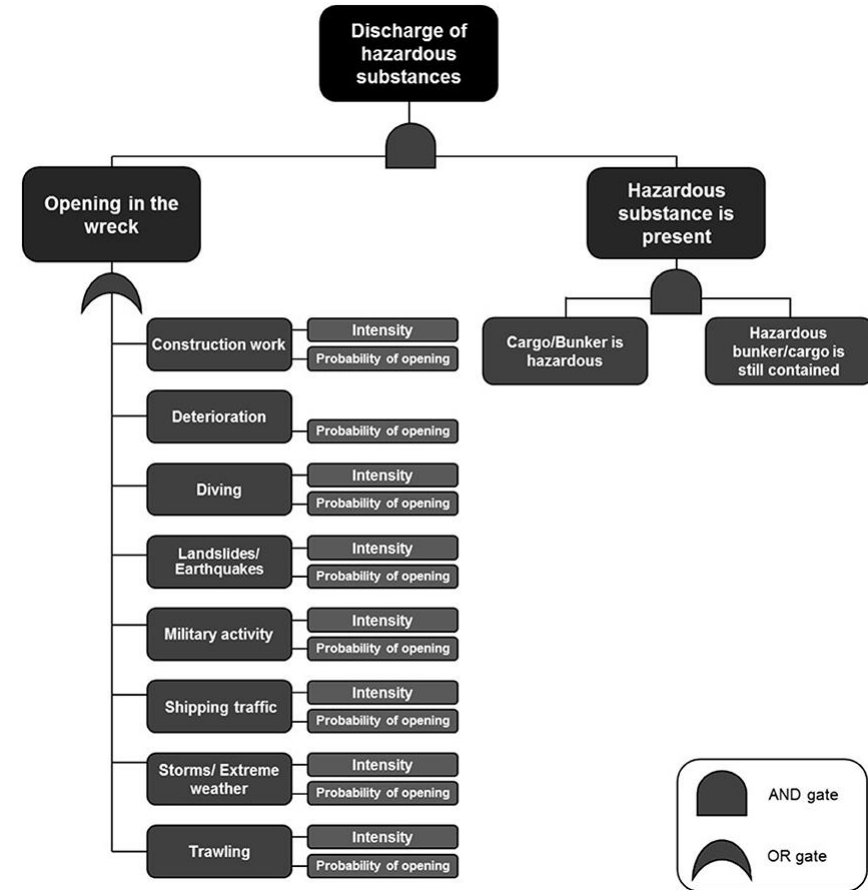 Discharge of
hazardous
substances
Opening in the
wreck
Hazardous
substance is
present
Construction work
Intensity
Probability of opening
Cargo/Bunker is
hazardous
Hazardous
bunker/cargo is
still contained
Deterioration
Probability of opening
Diving
Intensity
Probability of opening
Landslides/
Earthquakes
Intensity
Probability of opening
Military activity
Intensity
Probability of opening
Shipping traffic
Intensity
Probability of opening
Storms/ Extreme
weather
Intensity
Probability of opening
Trawling
Intensity
Probability of opening
AND gate
OR gate